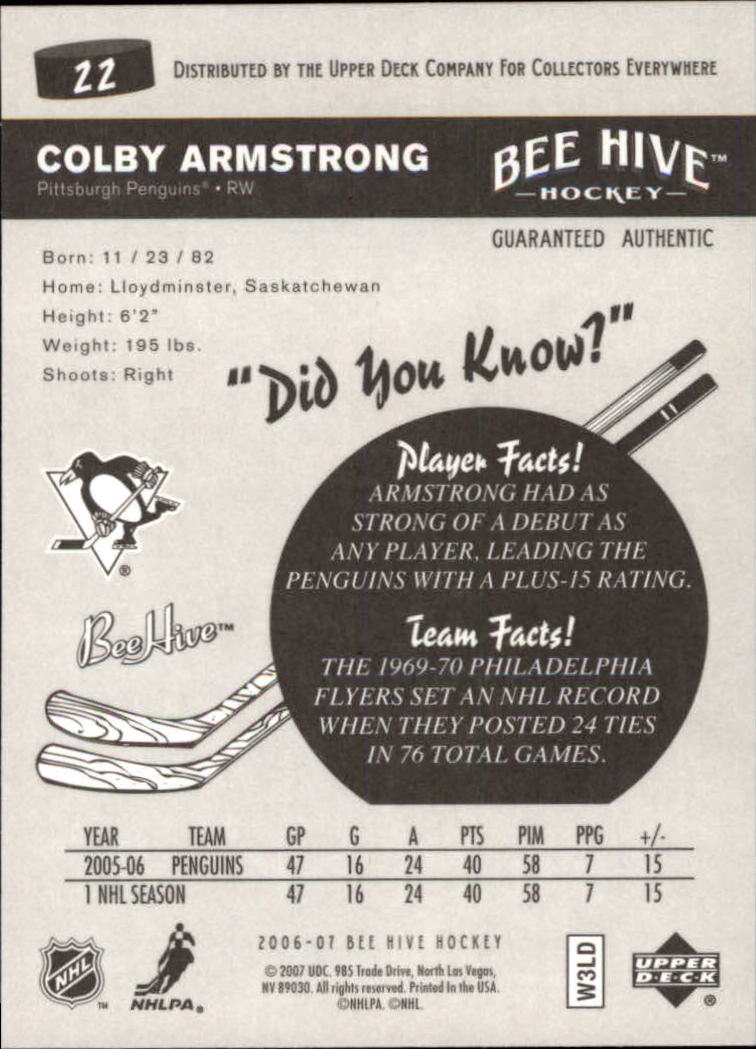 22
DISTRIBUTED BY THE UPPER DECK COMPANY FOR COLLECTORS EVERYWHERE
COLBY ARMSTRONG
Pittsburgh Penguins® • RW
BEE HIVE™
HOCKEY
GUARANTEED AUTHENTIC
Born: 11 / 23 / 82
Home: Lloydminster, Saskatchewan
Height: 6'2"
Weight: 195 lbs.
Shoots: Right
"Did You Know?"
11
Player Facts!
ARMSTRONG HAD AS
STRONG OF A DEBUT AS
ANY PLAYER, LEADING THE
PENGUINS WITH A PLUS-15 RATING.
®
BeeHive™
Team Facts!
THE 1969-70 PHILADELPHIA
FLYERS SET AN NHL RECORD
WHEN THEY POSTED 24 TIES
IN 76 TOTAL GAMES.
YEAR TEAM GP G A PTS PIM PPG +/-
2005-06 PENGUINS 47 16 24 40 58 7 15
1 NHL SEASON 47 16 24 40 58 7 15
2006-07 BEE HIVE HOCKEY
© 2007 UDC. 985 Trade Drive, North Las Vegas,
NV 89030. All rights reserved. Printed In the USA.
©NHLPA. ©NHL.
NHL™
NHLPA®
W3LD
UPPER
D•E•C•K®